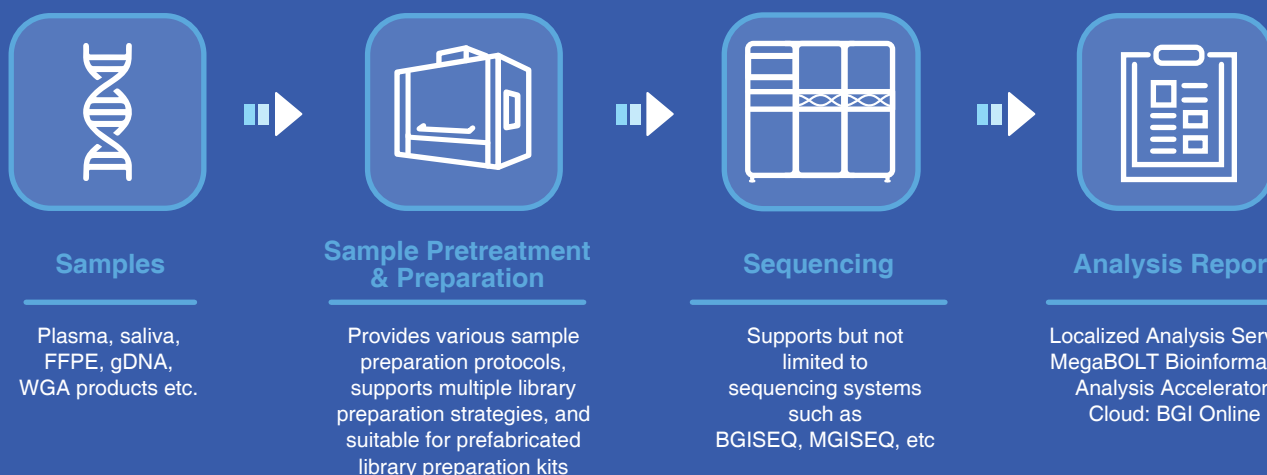 Samples
Plasma, saliva,
FFPE, gDNA,
WGA products etc.
Sample Pretreatment
& Preparation
Provides various sample
preparation protocols,
supports multiple library
preparation strategies, and
suitable for prefabricated
library preparation kits
Sequencing
Supports but not
limited to
sequencing systems
such as
BGISEQ, MGISEQ, etc
Analysis
Localized Analysis
MegaBOLT
Analysis Accelerator
Cloud: BGI Online